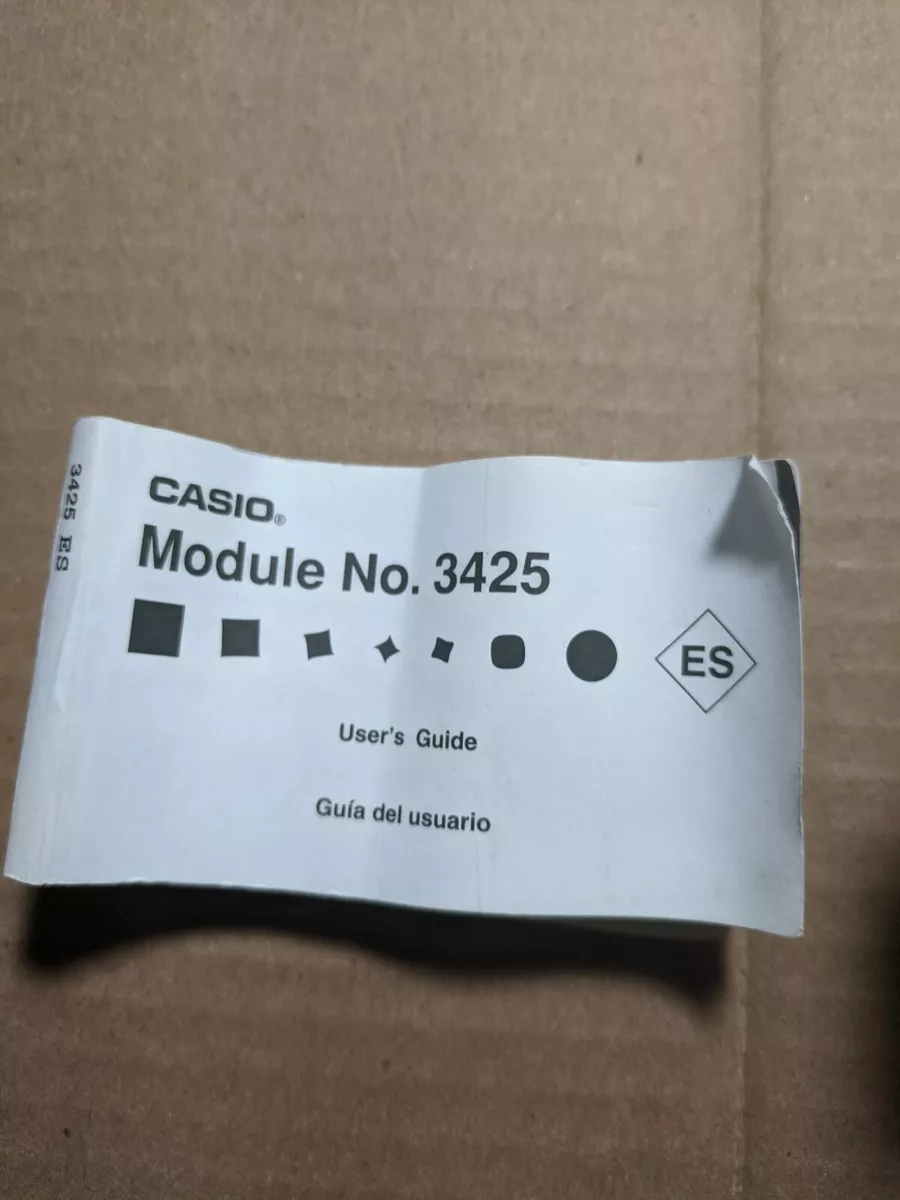 3425 ES
CASIO®
Module No. 3425
ES
User's Guide
Guía del usuario